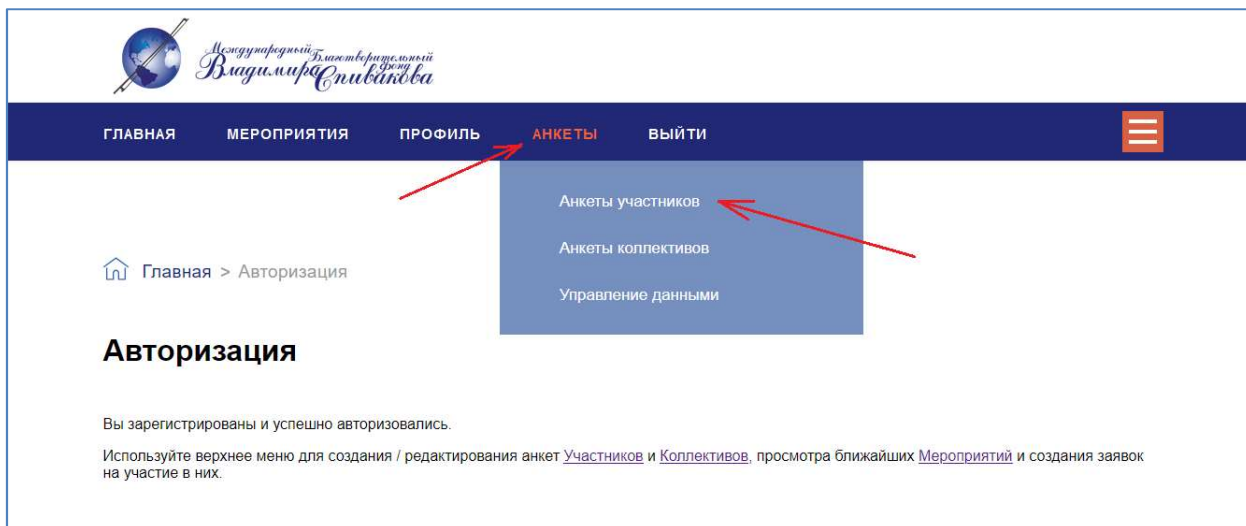 Международный Благотворительный фонд
Владимира Спивакова
ГЛАВНАЯ МЕРОПРИЯТИЯ ПРОФИЛЬ АНКЕТЫ ВЫЙТИ
Анкеты участников
Анкеты коллективов
Управление данными
Главная > Авторизация
Авторизация
Вы зарегистрированы и успешно авторизовались.
Используйте верхнее меню для создания / редактирования анкет Участников и Коллективов, просмотра ближайших Мероприятий и создания заявок
на участие в них.